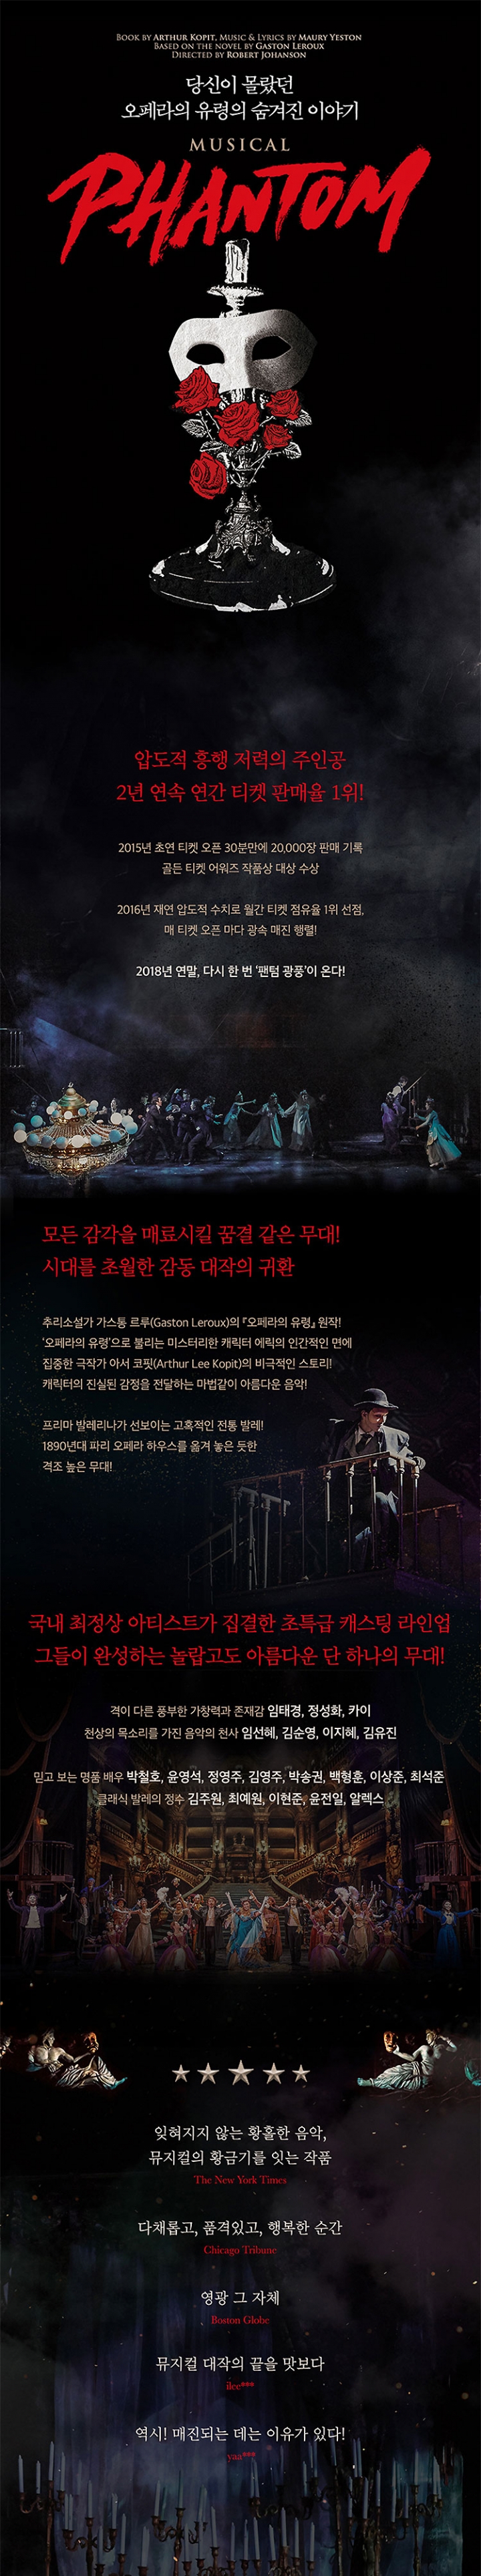 BOOK BY ARTHUR KOPIT, MUSIC & LYRICS BY MAURY YESTON
BASED ON THE NOVEL BY GASTON LEROUX
DIRECTED BY ROBERT JOHANSON
당신이 몰랐던
오페라의 유령의 숨겨진 이야기
MUSICAL
PHANTOM
압도적 흥행 저력의 주인공
2년 연속 연간 티켓 판매율 1위!
2015년 초연 티켓 오픈 30분만에 20,000장 판매 기록
골든 티켓 어워즈 작품상 대상 수상
2016년 재연 압도적 수치로 월간 티켓 점유율 1위 선점,
매 티켓 오픈 마다 광속 매진 행렬!
2018년 연말, 다시 한 번 '팬텀 광풍'이 온다!
모든 감각을 매료시킬 꿈결 같은 무대!
시대를 초월한 감동 대작의 귀환
추리소설가 가스통 르루(Gaston Leroux)의 『오페라의 유령』 원작!
'오페라의 유령'으로 불리는 미스터리한 캐릭터 에릭의 인간적인 면에
집중한 극작가 아서 코핏(Arthur Lee Kopit)의 비극적인 스토리!
캐릭터의 진실된 감정을 전달하는 마법같이 아름다운 음악!
프리마 발레리나가 선보이는 고혹적인 전통 발레!
1890년대 파리 오페라 하우스를 옮겨 놓은 듯한
격조 높은 무대!
국내 최정상 아티스트가 집결한 초특급 캐스팅 라인업
그들이 완성하는 놀랍고도 아름다운 단 하나의 무대!
격이 다른 풍부한 가창력과 존재감 임태경, 정성화, 카이
천상의 목소리를 가진 음악의 천사 임선혜, 김순영, 이지혜, 김유진
믿고 보는 명품 배우 박철호, 윤영석, 정영주, 김영주, 박송권, 백형훈, 이상준, 최석준
클래식 발레의 정수 김주원, 최예원, 이현준, 윤전일, 알렉스
잊혀지지 않는 황홀한 음악,
뮤지컬의 황금기를 잇는 작품
The New York Times
다채롭고, 품격있고, 행복한 순간
Chicago Tribune
영광 그 자체
Boston Globe
뮤지컬 대작의 끝을 맛보다
ilee***
역시! 매진되는 데는 이유가 있다!
yaa***